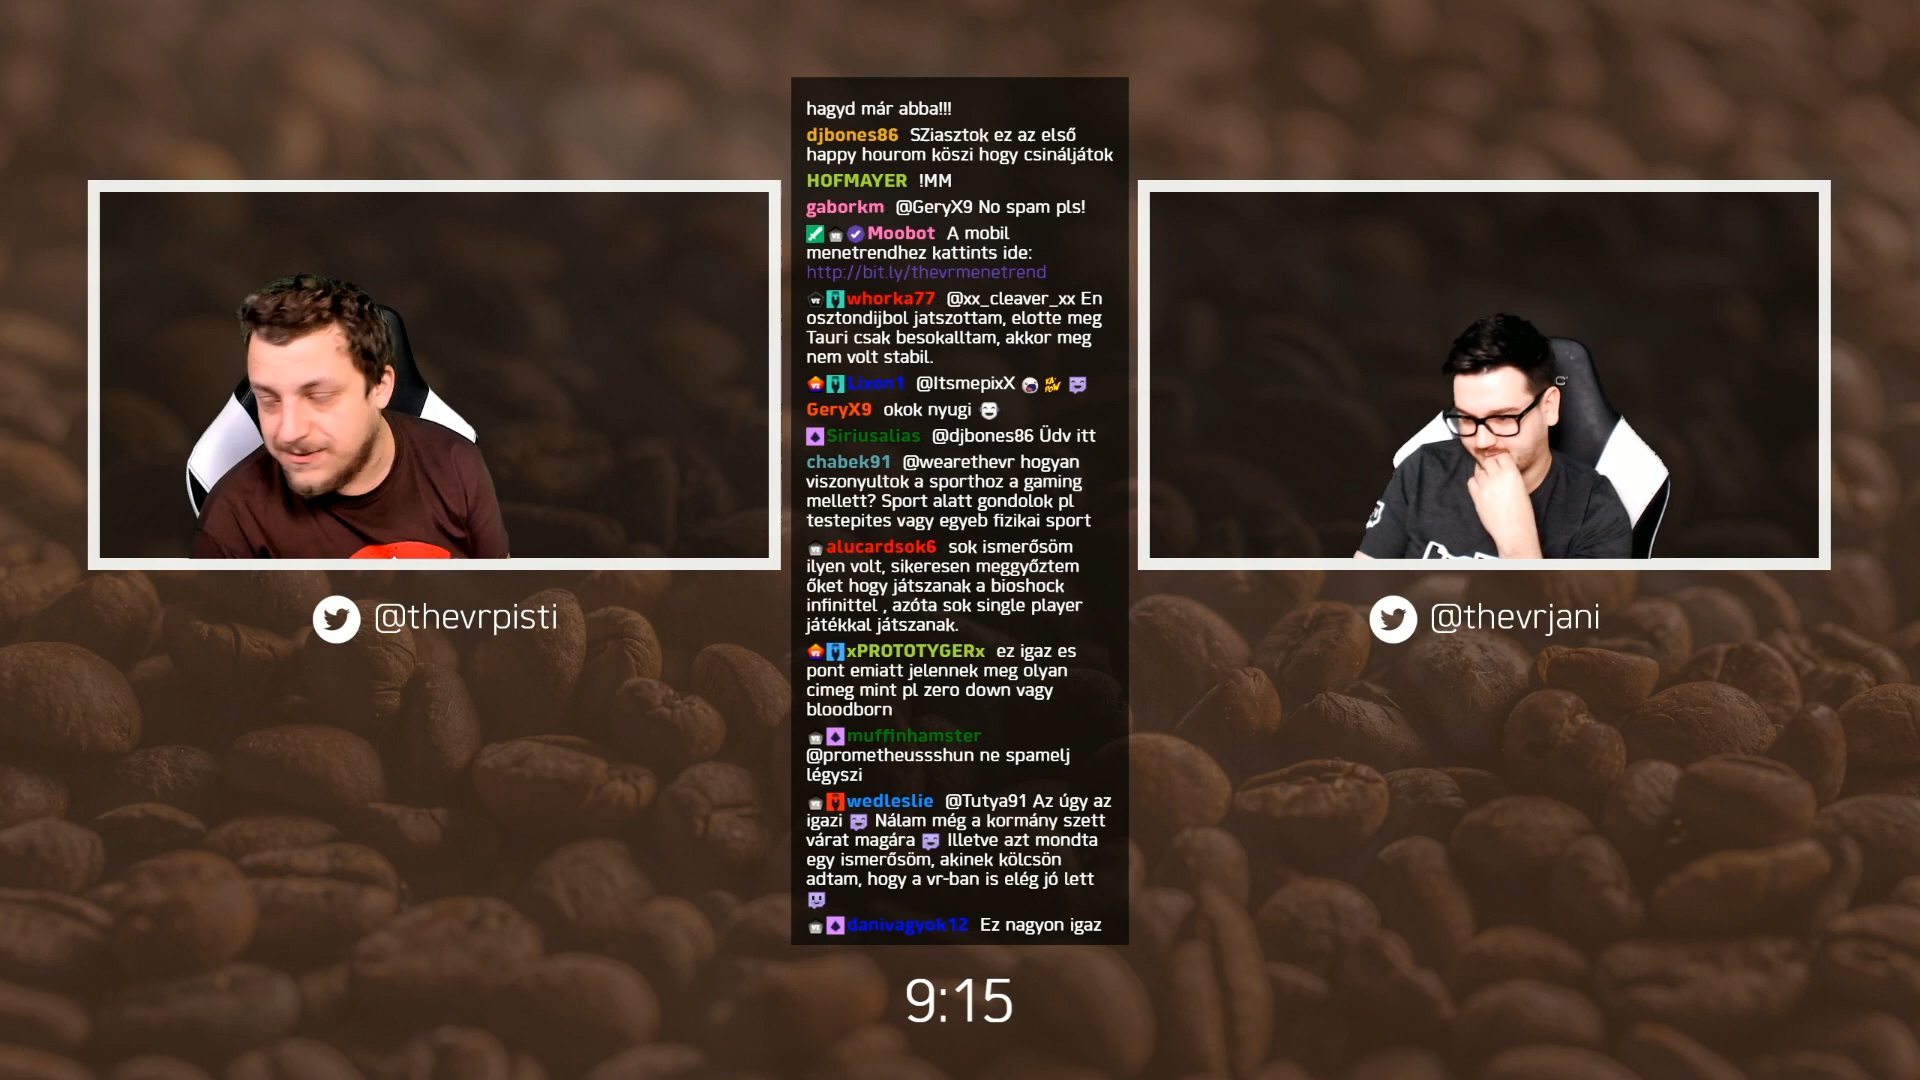 hagyd már abba!!!
djbones86 SZiasztok ez az első
happy hourom köszi hogy csináljátok
HOFMAYER !MM
gaborkm @GeryX9 No spam pls!
Moobot A mobil
menetrendhez kattints ide:
http://bit.ly/thevrmenetrend
whorka77 @xx_cleaver_xx En
osztondijbol jatszottam, elotte meg
Tauri csak besokalltam, akkor meg
nem volt stabil.
Lixon1 @ItsmepixX
GeryX9 okok nyugi
Siriusalias @djbones86 Üdv itt
chabek91 @wearethevr hogyan
viszonyultok a sporthoz a gaming
mellett? Sport alatt gondolok pl
testepites vagy egyeb fizikai sport
alucardsok6 sok ismerősöm
ilyen volt, sikeresen meggyőztem
őket hogy játszanak a bioshock
infinittel , azóta sok single player
játékkal játszanak.
xPROTOTYGERx ez igaz es
pont emiatt jelennek meg olyan
cimeg mint pl zero down vagy
bloodborn
muffinhamster
@prometheussshun ne spamelj
légyszi
wedleslie @Tutya91 Az úgy az
igazi Nálam még a kormány szett
várat magára Illetve azt mondta
egy ismerősöm, akinek kölcsön
adtam, hogy a vr-ban is elég jó lett
danivagyok12 Ez nagyon igaz
@thevrpisti
@thevrjani
9:15